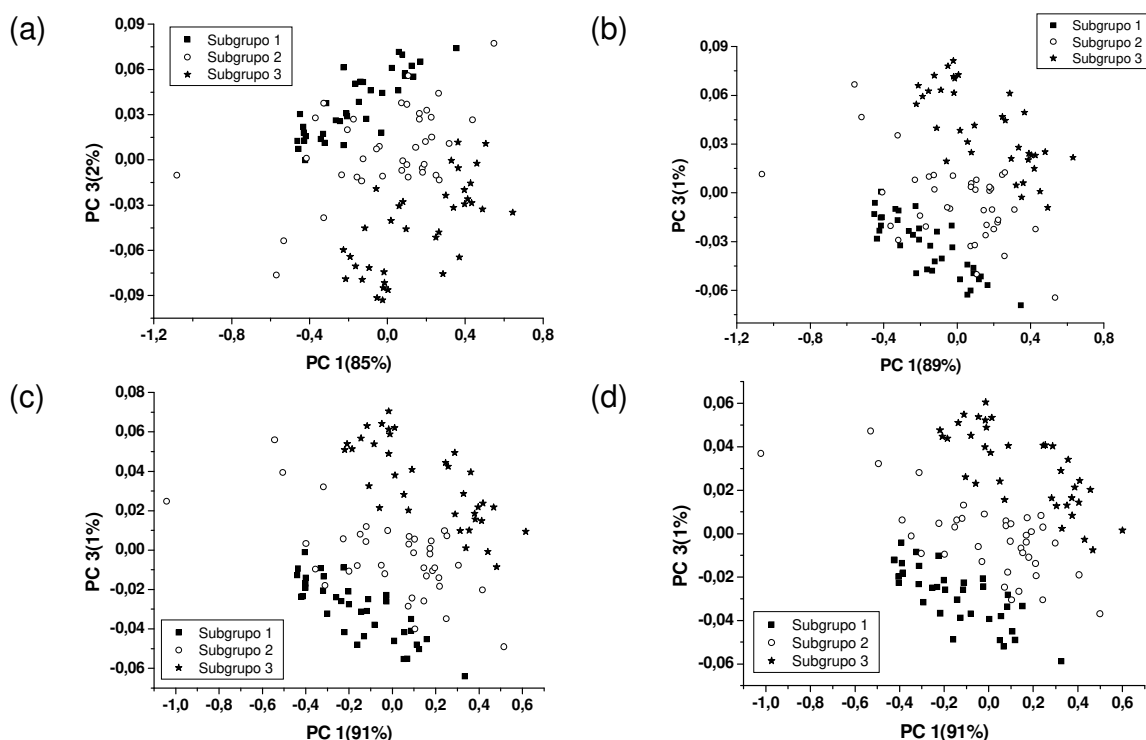 (a)
0,09
0,06
0,03
0,00
-0,03
-0,06
-0,09
PC 3(2%)
Subgrupo 1
Subgrupo 2
Subgrupo 3
-1,2 -0,8 -0,4 0,0 0,4 0,8
PC 1(85%)
(b)
0,09
0,06
0,03
0,00
-0,03
-0,06
PC 3(1%)
Subgrupo 1
Subgrupo 2
Subgrupo 3
-1,2 -0,8 -0,4 0,0 0,4 0,8
PC 1(89%)
(c)
0,08
0,06
0,04
0,02
0,00
-0,02
-0,04
-0,06
PC 3(1%)
Subgrupo 1
Subgrupo 2
Subgrupo 3
-1,0 -0,8 -0,6 -0,4 -0,2 0,0 0,2 0,4 0,6
PC 1(91%)
(d)
0,06
0,04
0,02
0,00
-0,02
-0,04
-0,06
PC 3(1%)
Subgrupo 1
Subgrupo 2
Subgrupo 3
-1,0 -0,8 -0,6 -0,4 -0,2 0,0 0,2 0,4 0,6
PC 1(91%)